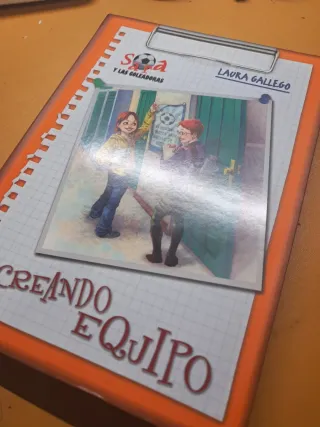 Sara
Y LAS GOLEADORAS
LAURA GALLEGO
CREANDO
EQUIPO